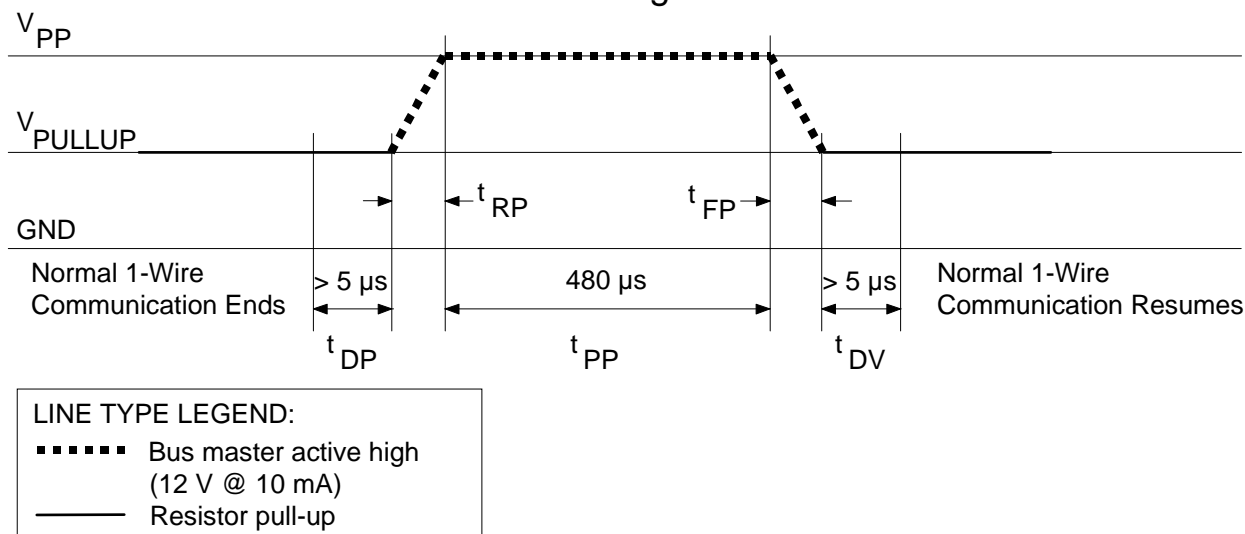 V PP
V PULLUP
t RP
t FP
GND
Normal 1-Wire
Communication Ends
> 5 µs
480 µs
> 5 µs
Normal 1-Wire
Communication Resumes
t DP
t PP
t DV
LINE TYPE LEGEND:
Bus master active high
(12 V @ 10 mA)
Resistor pull-up